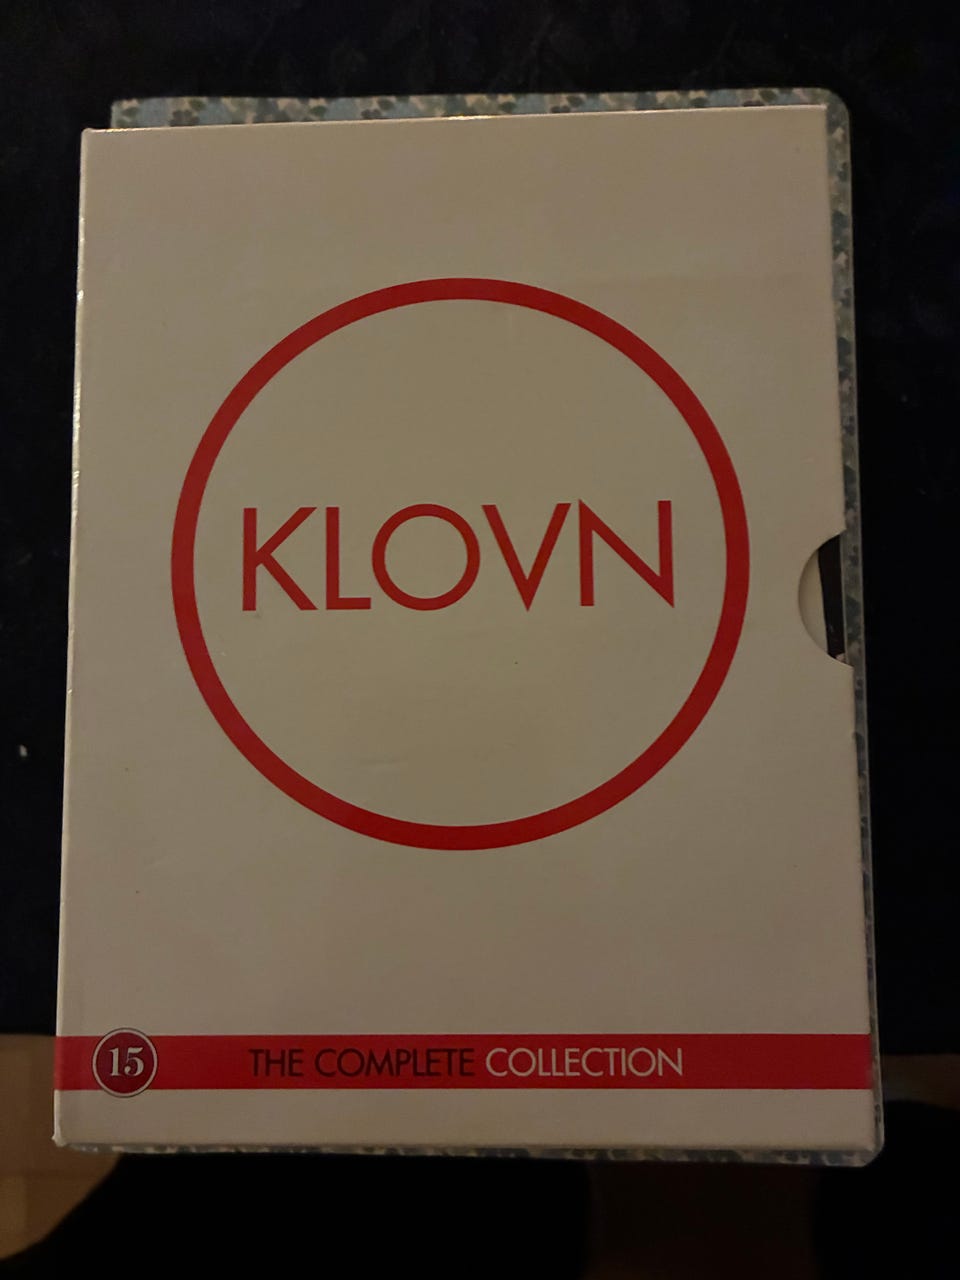 KLOVN
15 THE COMPLETE COLLECTION